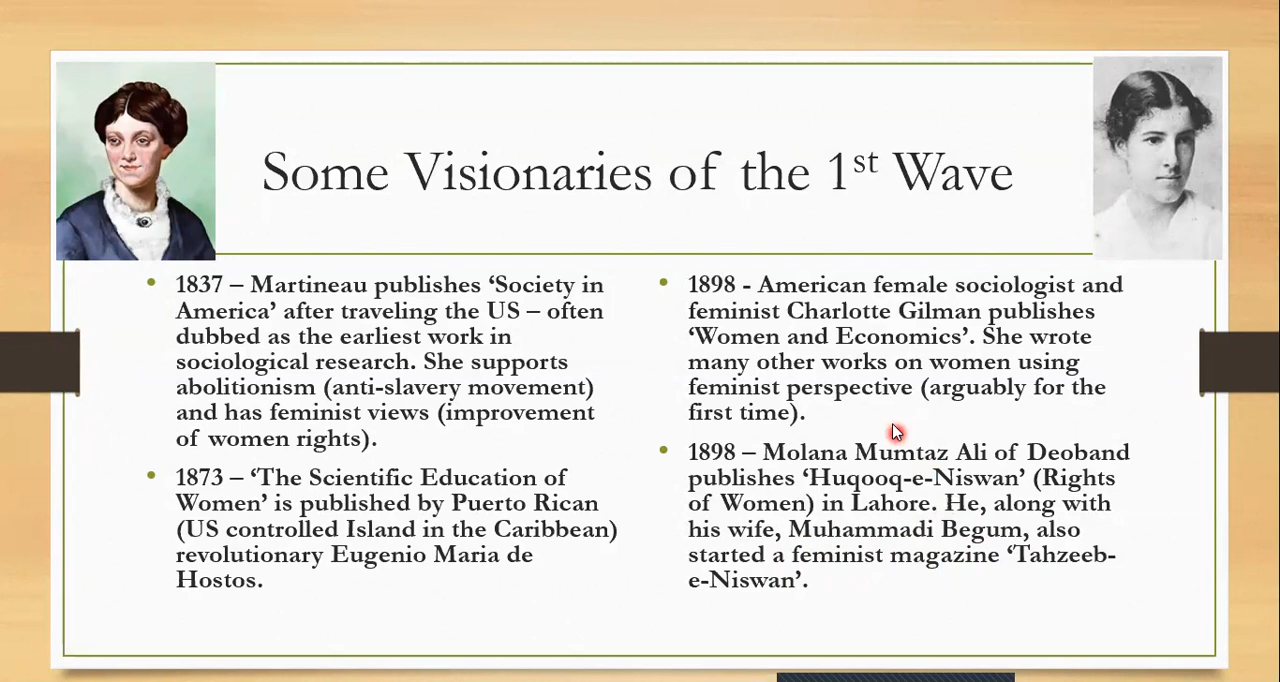 Some Visionaries of the 1st Wave
• 1837 – Martineau publishes ‘Society in
America’ after traveling the US – often
dubbed as the earliest work in
sociological research. She supports
abolitionism (anti-slavery movement)
and has feminist views (improvement
of women rights).
• 1873 – ‘The Scientific Education of
Women’ is published by Puerto Rican
(US controlled Island in the Caribbean)
revolutionary Eugenio Maria de
Hostos.
• 1898 - American female sociologist and
feminist Charlotte Gilman publishes
‘Women and Economics’. She wrote
many other works on women using
feminist perspective (arguably for the
first time).
• 1898 – Molana Mumtaz Ali of Deoband
publishes ‘Huqooq-e-Niswan’ (Rights
of Women) in Lahore. He, along with
his wife, Muhammadi Begum, also
started a feminist magazine ‘Tahzeeb-
e-Niswan’.